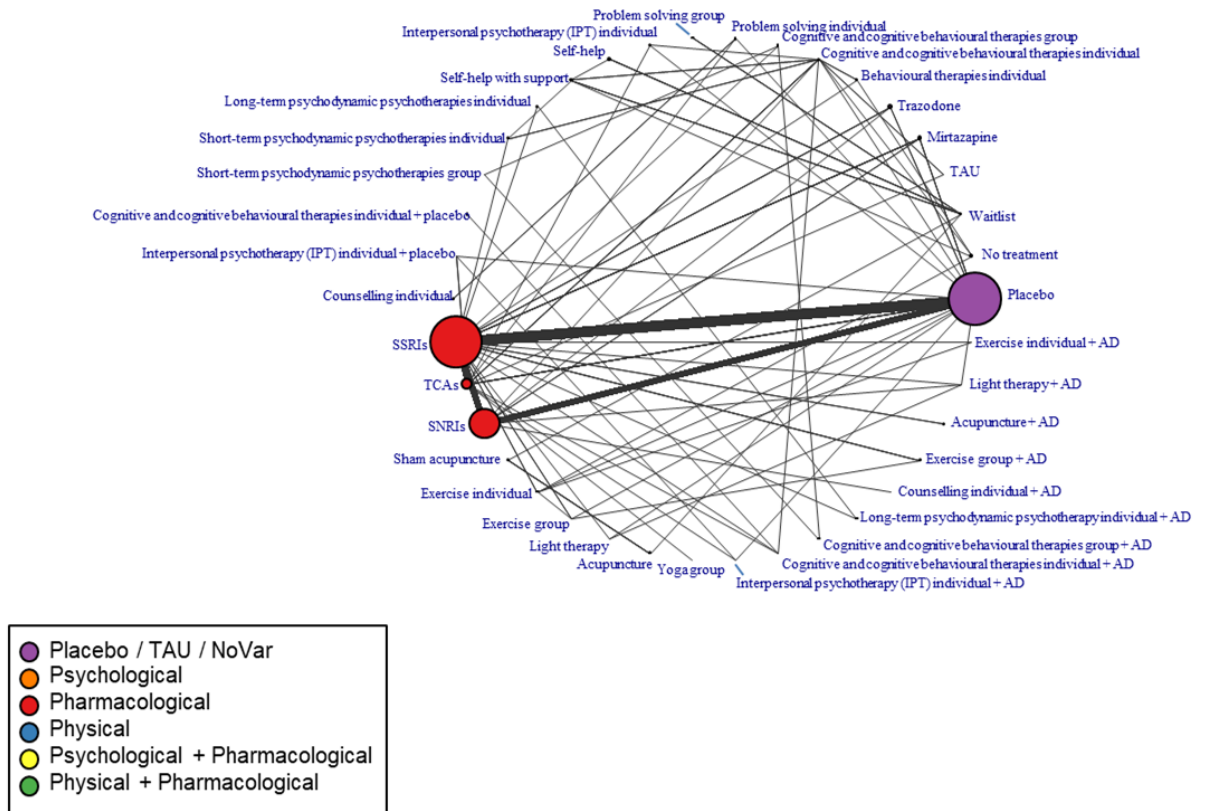 Problem solving group
Problem solving individual
Interpersonal psychotherapy (IPT) individual
Cognitive and cognitive behavioural therapies group
Self-help
Cognitive and cognitive behavioural therapies individual
Self-help with support
Behavioural therapies individual
Long-term psychodynamic psychotherapies individual
Trazodone
Short-term psychodynamic psychotherapies individual
Mirtazapine
Short-term psychodynamic psychotherapies group
TAU
Cognitive and cognitive behavioural therapies individual + placebo
Waitlist
Interpersonal psychotherapy (IPT) individual + placebo
No treatment
Counselling individual
Placebo
SSRIs
Exercise individual + AD
TCAs
Light therapy + AD
SNRIs
Acupuncture + AD
Sham acupuncture
Exercise group + AD
Exercise individual
Counselling individual + AD
Exercise group
Long-term psychodynamic psychotherapy individual + AD
Light therapy
Cognitive and cognitive behavioural therapies group + AD
Acupuncture
Yoga group
Cognitive and cognitive behavioural therapies individual + AD
Interpersonal psychotherapy (IPT) individual + AD
Placebo / TAU / NoVar
Psychological
Pharmacological
Physical
Psychological + Pharmacological
Physical + Pharmacological